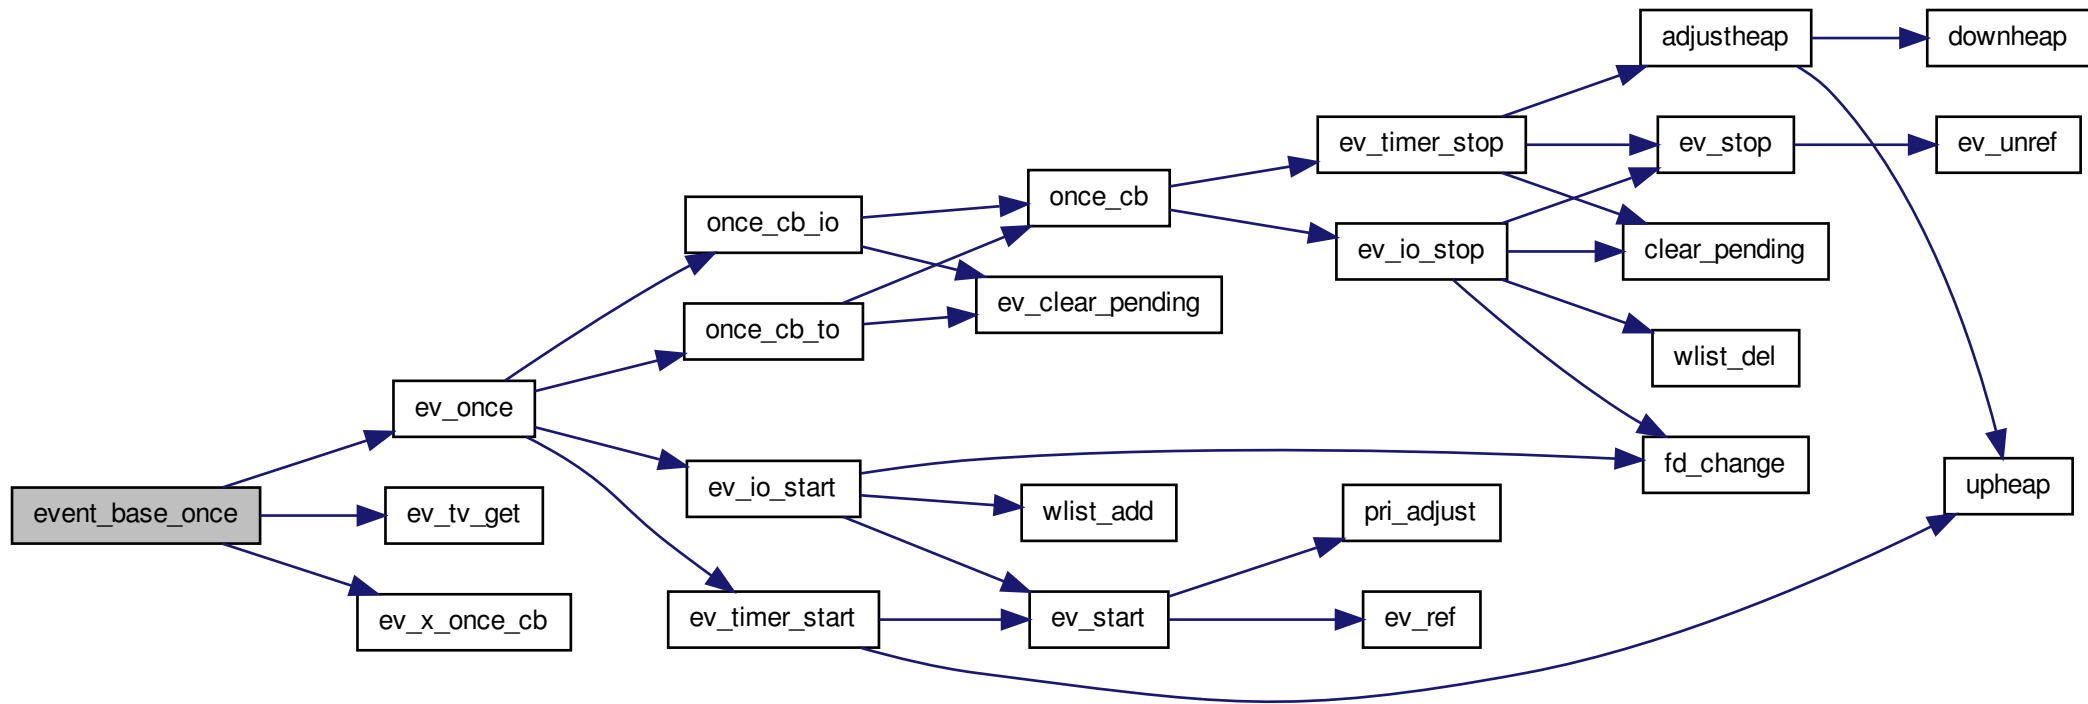 adjustheap
downheap
ev_timer_stop
ev_stop
ev_unref
once_cb
once_cb_io
ev_io_stop
clear_pending
ev_clear_pending
once_cb_to
wlist_del
ev_once
ev_io_start
fd_change
upheap
event_base_once
ev_tv_get
wlist_add
pri_adjust
ev_x_once_cb
ev_timer_start
ev_start
ev_ref